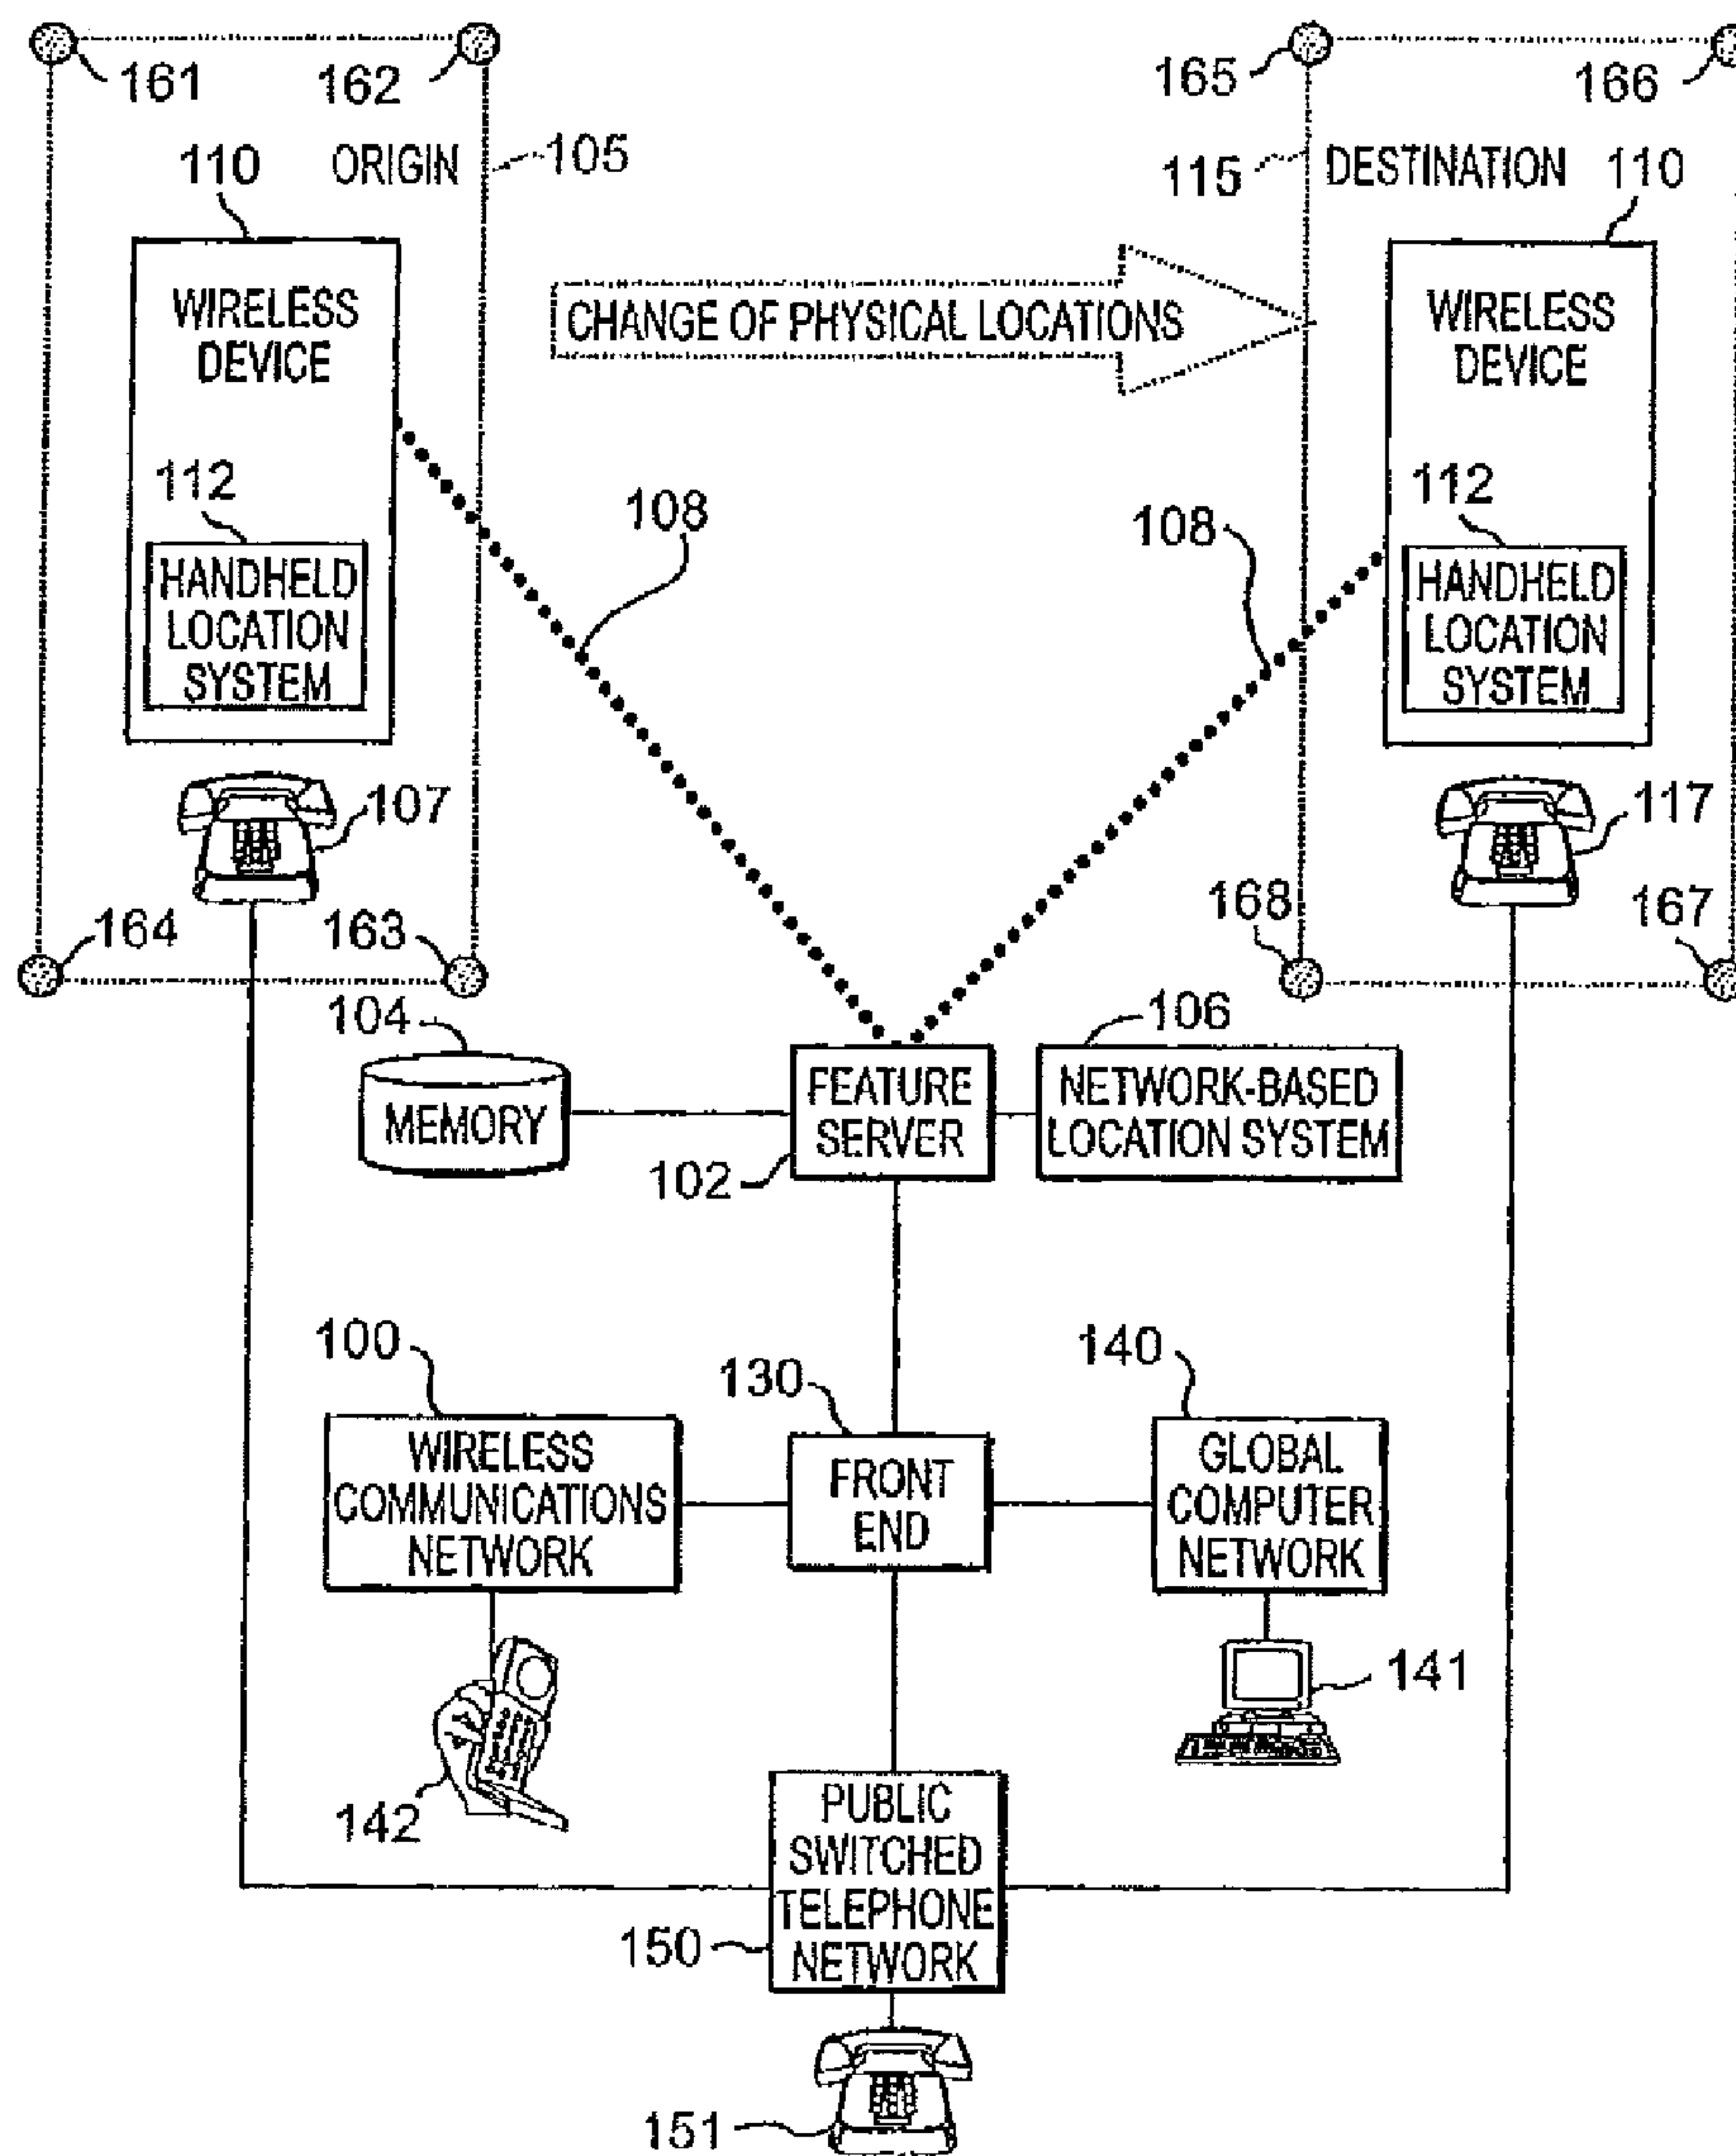 161
162
165
166
110
ORIGIN
105
115
DESTINATION
110
WIRELESS
DEVICE
CHANGE OF PHYSICAL LOCATIONS
WIRELESS
DEVICE
112
HANDHELD
LOCATION
SYSTEM
108
108
112
HANDHELD
LOCATION
SYSTEM
107
117
164
163
168
167
104
MEMORY
FEATURE
SERVER
102
106
NETWORK-BASED
LOCATION SYSTEM
100
WIRELESS
COMMUNICATIONS
NETWORK
130
FRONT
END
140
GLOBAL
COMPUTER
NETWORK
142
141
PUBLIC
SWITCHED
TELEPHONE
NETWORK
150
151